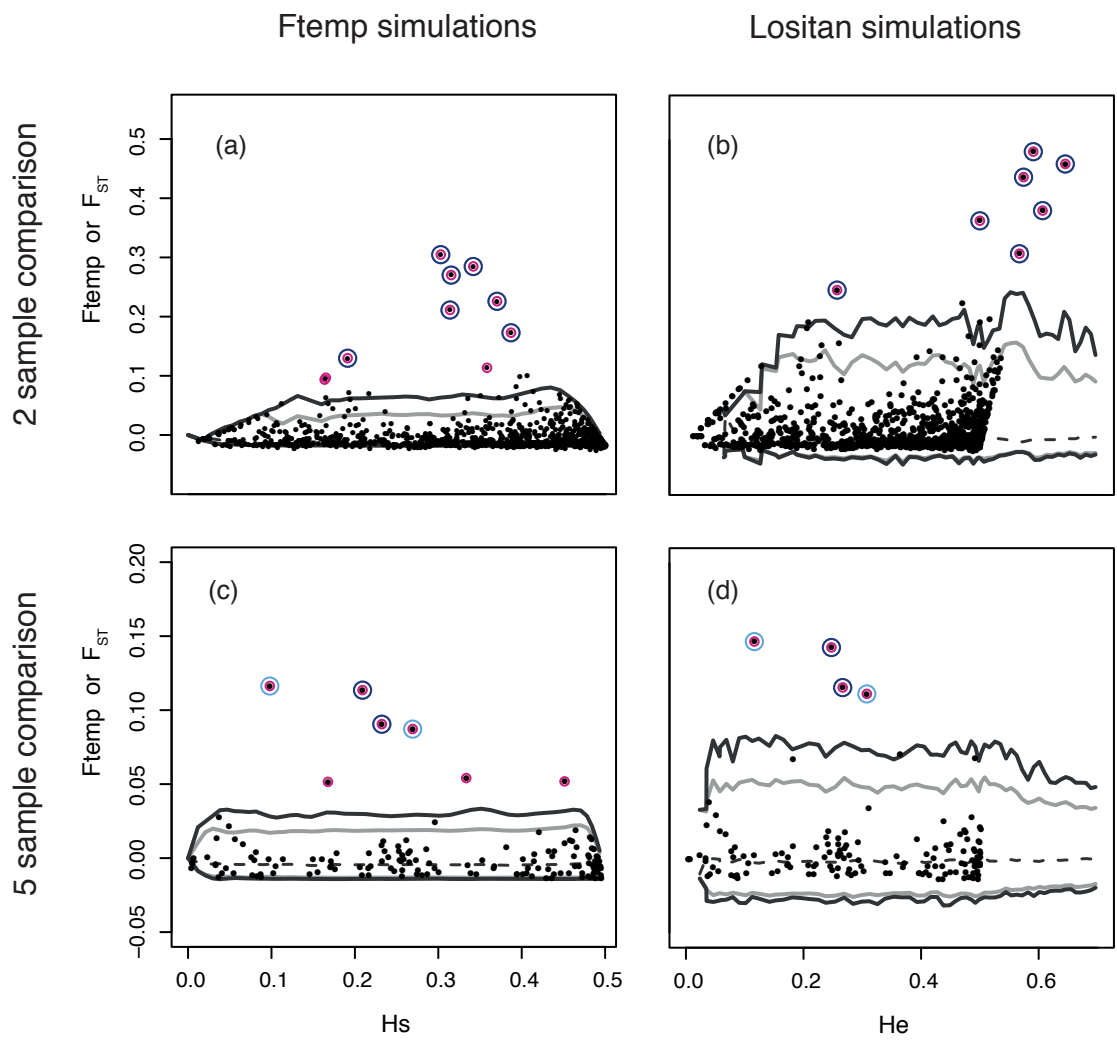 Ftemp simulations
Lositan simulations
2 sample comparison
Ftemp or F_ST
0.5
0.4
0.3
0.2
0.1
0.0
(a)
(b)
5 sample comparison
Ftemp or F_ST
0.20
0.15
0.10
0.05
0.00
−0.05
(c)
(d)
0.0 0.1 0.2 0.3 0.4 0.5
0.0 0.2 0.4 0.6
Hs
He